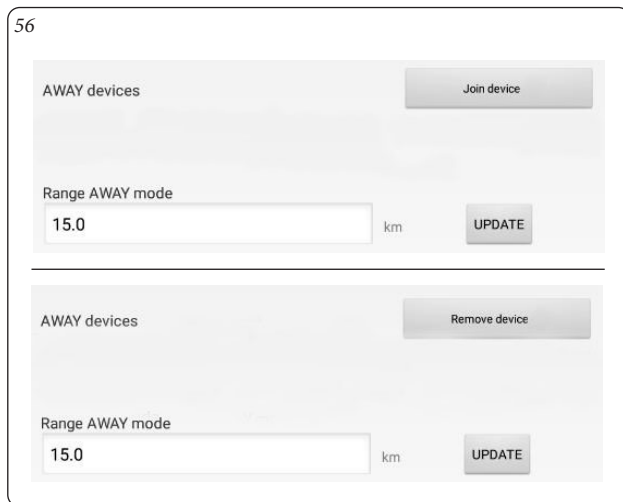 56
AWAY devices Join device
Range AWAY mode
15.0 km UPDATE
AWAY devices Remove device
Range AWAY mode
15.0 km UPDATE